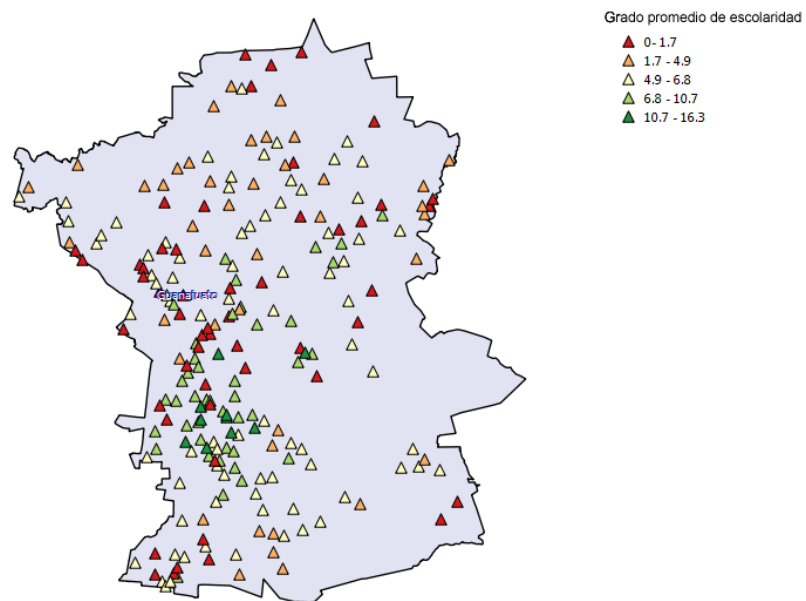 Grado promedio de escolaridad
0- 1.7
1.7 - 4.9
4.9 - 6.8
6.8 - 10.7
10.7 - 16.3
Guanajuato